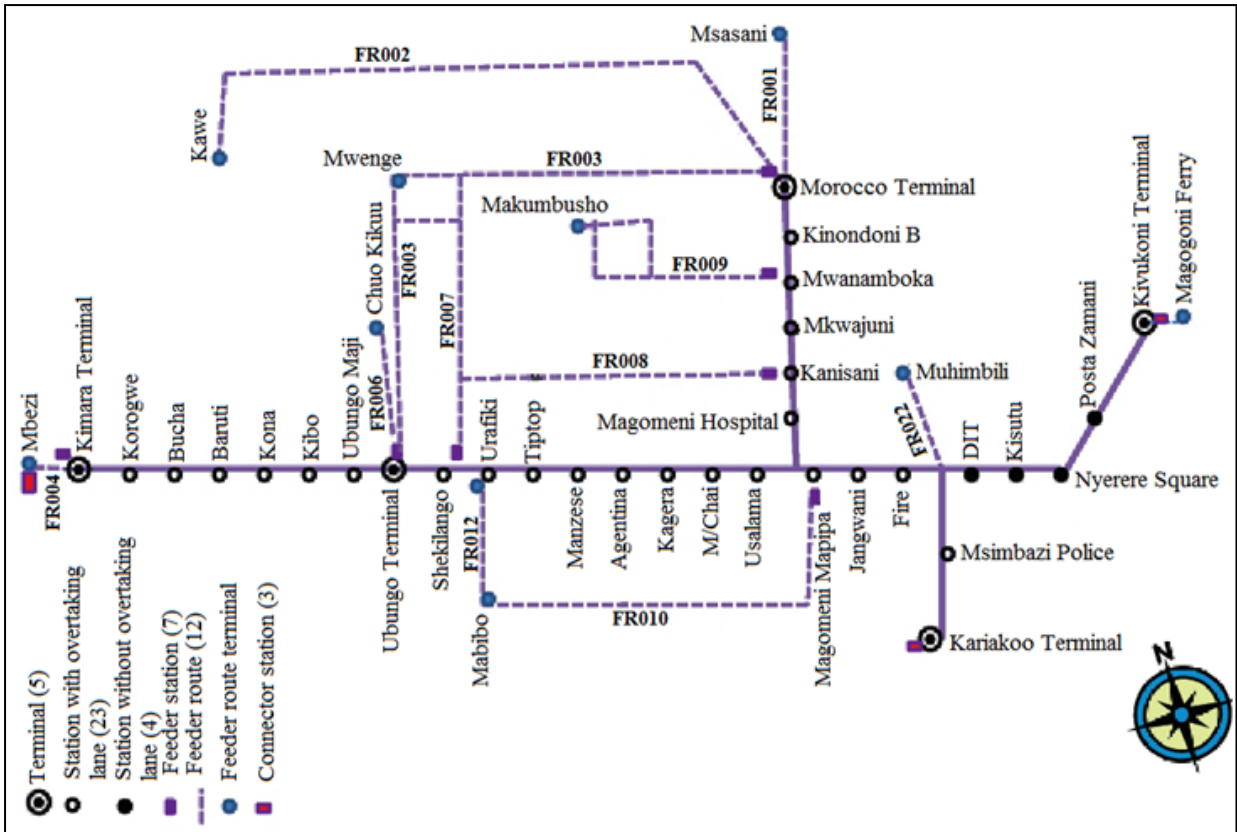 Msasani
FR002
FR001
Kawe
Mwenge
FR003
Morocco Terminal
Makumbusho
Kinondoni B
Kivukoni Terminal
Magogoni Ferry
Chuo Kikuu
FR003
FR009
Mwanamboka
FR007
Mkwajuni
Posta Zamani
FR008
Kanisani
Muhimbili
FR006
Magomeni Hospital
FR022
Mbezi
Kimara Terminal
Korogwe
Bucha
Baruti
Kona
Kibo
Ubungo Maji
Urafiki
Tiptop
DIT
Kisutu
Nyerere Square
FR004
Ubungo Terminal
Shekilango
FR012
Manzese
Agentina
Kagera
M/Chai
Usalama
Magomeni Mapipa
Jangwani
Fire
Msimbazi Police
Mabibo
FR010
Kariakoo Terminal
N
Terminal (5)
Station with overtaking
lane (23)
Station without overtaking
lane (4)
Feeder station (7)
Feeder route (12)
Feeder route terminal
Connector station (3)